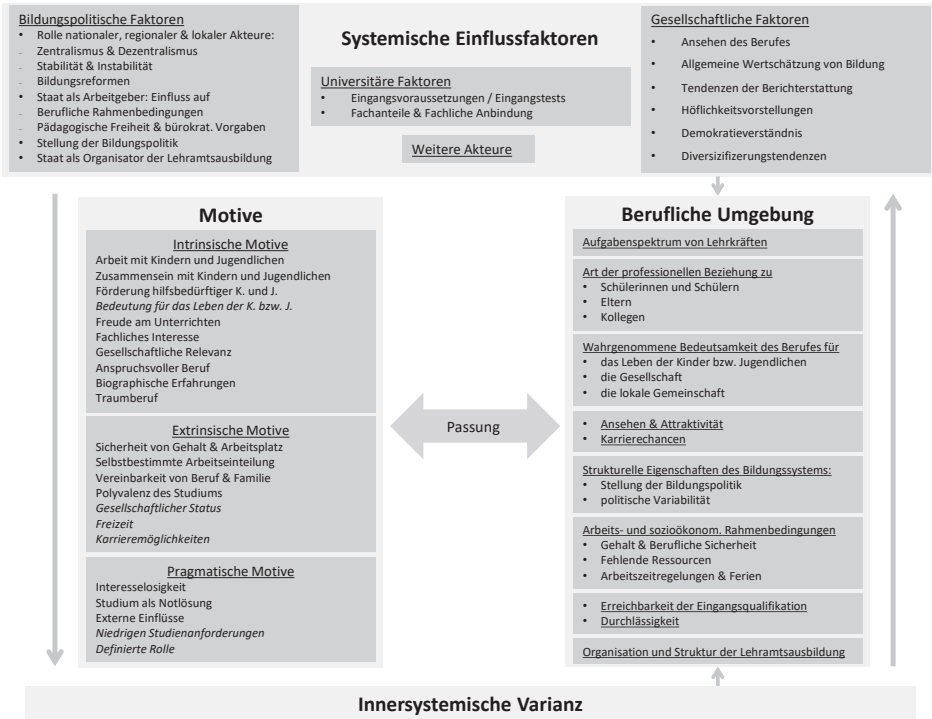 Bildungspolitische Faktoren
• Rolle nationaler, regionaler & lokaler Akteure:
- Zentralismus & Dezentralismus
- Stabilität & Instabilität
- Bildungsreformen
• Staat als Arbeitgeber: Einfluss auf
- Berufliche Rahmenbedingungen
- Pädagogische Freiheit & bürokrat. Vorgaben
• Stellung der Bildungspolitik
• Staat als Organisator der Lehramtsausbildung
Systemische Einflussfaktoren
Universitäre Faktoren
• Eingangsvoraussetzungen / Eingangstests
• Fachanteile & Fachliche Anbindung
Weitere Akteure
Gesellschaftliche Faktoren
• Ansehen des Berufes
• Allgemeine Wertschätzung von Bildung
• Tendenzen der Berichterstattung
• Höflichkeitsvorstellungen
• Demokratieverständnis
• Diversizifizerungstendenzen
Motive
Intrinsische Motive
Arbeit mit Kindern und Jugendlichen
Zusammensein mit Kindern und Jugendlichen
Förderung hilfsbedürftiger K. und J.
Bedeutung für das Leben der K. bzw. J.
Freude am Unterrichten
Fachliches Interesse
Gesellschaftliche Relevanz
Anspruchsvoller Beruf
Biographische Erfahrungen
Traumberuf
Extrinsische Motive
Sicherheit von Gehalt & Arbeitsplatz
Selbstbestimmte Arbeitseinteilung
Vereinbarkeit von Beruf & Familie
Polyvalenz des Studiums
Gesellschaftlicher Status
Freizeit
Karrieremöglichkeiten
Pragmatische Motive
Interesselosigkeit
Studium als Notlösung
Externe Einflüsse
Niedrigen Studienanforderungen
Definierte Rolle
Passung
Berufliche Umgebung
Aufgabenspektrum von Lehrkräften
Art der professionellen Beziehung zu
• Schülerinnen und Schülern
• Eltern
• Kollegen
Wahrgenommene Bedeutsamkeit des Berufes für
• das Leben der Kinder bzw. Jugendlichen
• die Gesellschaft
• die lokale Gemeinschaft
• Ansehen & Attraktivität
• Karrierechancen
Strukturelle Eigenschaften des Bildungssystems:
• Stellung der Bildungspolitik
• politische Variabilität
Arbeits- und sozioökonom. Rahmenbedingungen
• Gehalt & Berufliche Sicherheit
• Fehlende Ressourcen
• Arbeitszeitregelungen & Ferien
• Erreichbarkeit der Eingangsqualifikation
• Durchlässigkeit
Organisation und Struktur der Lehramtsausbildung
Innersystemische Varianz